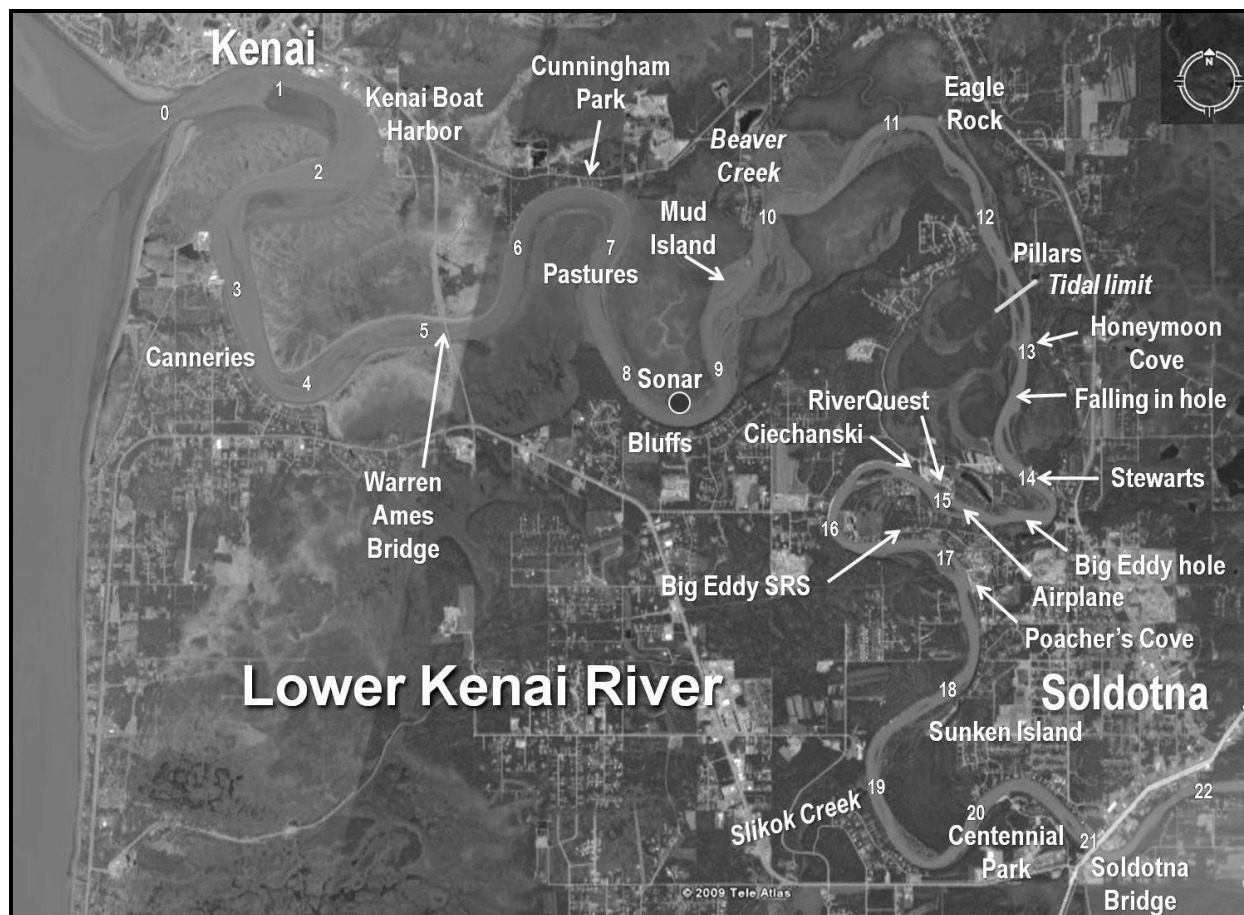 Kenai
N
0
1
Kenai Boat
Harbor
Cunningham
Park
Eagle
Rock
11
Beaver
Creek
2
10
12
Mud
Island
6
7
Pastures
Pillars
Tidal limit
3
5
Canneries
4
8
Sonar
9
13
Honeymoon
Cove
Falling in hole
RiverQuest
Ciechanski
Bluffs
14
Stewarts
Warren
Ames
Bridge
15
16
17
Big Eddy hole
Big Eddy SRS
Airplane
Poacher's Cove
Lower Kenai River
18
Soldotna
Sunken Island
19
Slikok Creek
20
22
Centennial
Park
21
Soldotna
Bridge
© 2009 Tele Atlas